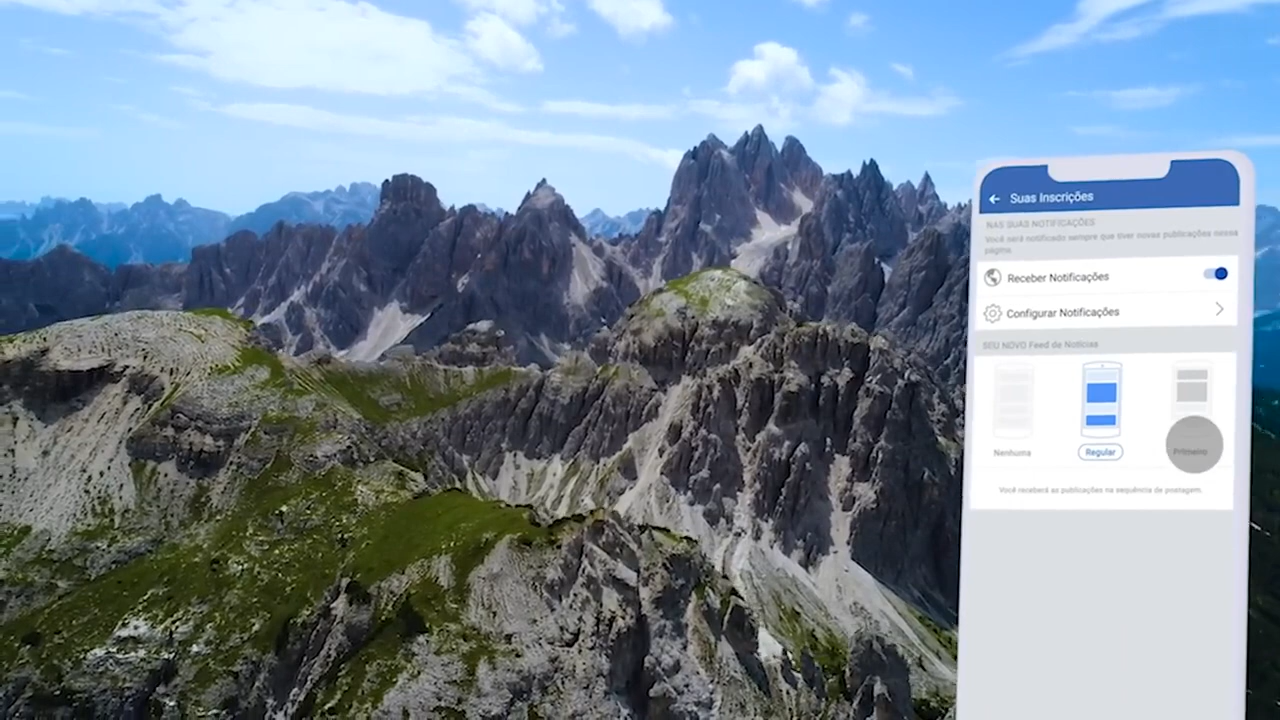 Suas Inscrições
NAS SUAS NOTIFICAÇÕES
Você será notificado sempre que tiver novas publicações nessa
página.
Receber Notificações
Configurar Notificações
SEU NOVO Feed de Notícias
Nenhuma
Regular
Primeiro
Você receberá as publicações na sequência de postagem.